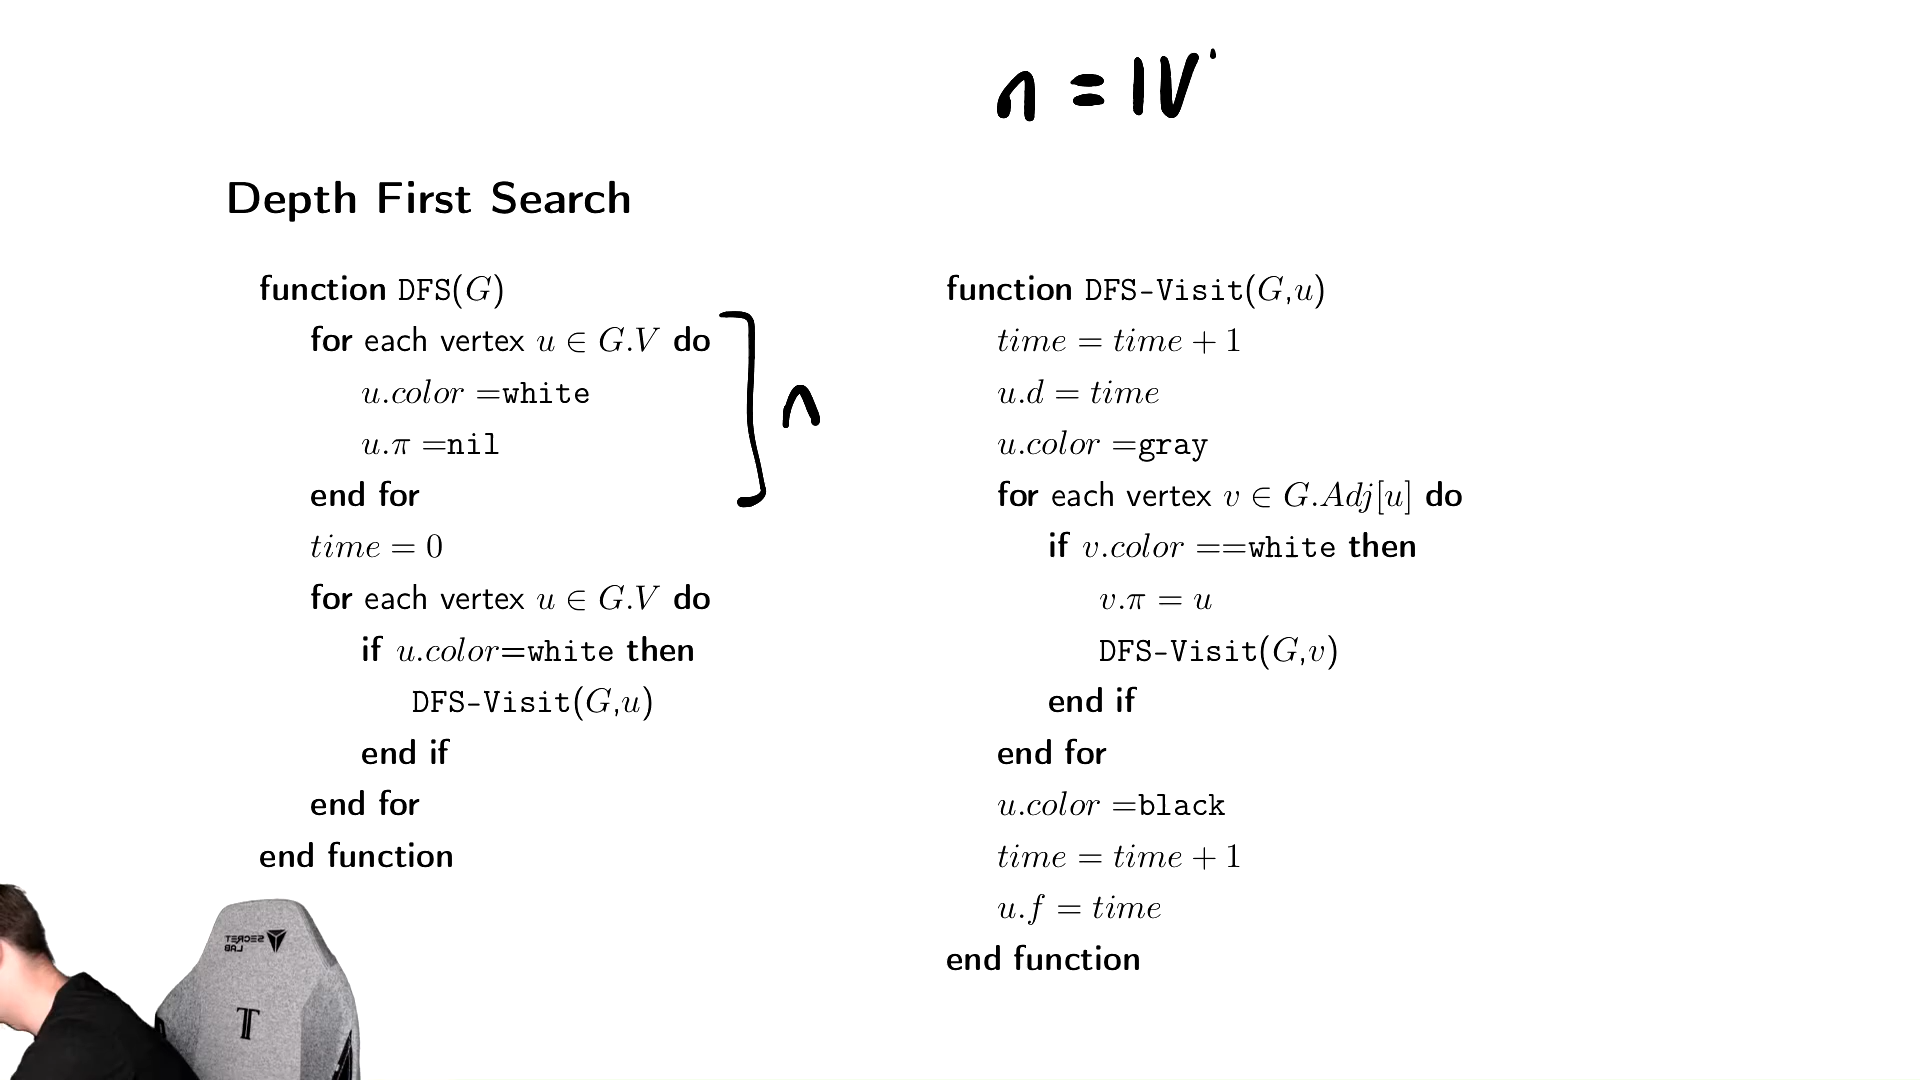 n = |V
Depth First Search
function DFS(G)
for each vertex u ∈ G.V do
u.color =white
u.π =nil
end for
n
time = 0
for each vertex u ∈ G.V do
if u.color=white then
DFS-Visit(G,u)
end if
end for
end function
function DFS-Visit(G,u)
time = time + 1
u.d = time
u.color =gray
for each vertex v ∈ G.Adj[u] do
if v.color ==white then
v.π = u
DFS-Visit(G,v)
end if
end for
u.color =black
time = time + 1
u.f = time
end function
SECRET
LAB
T